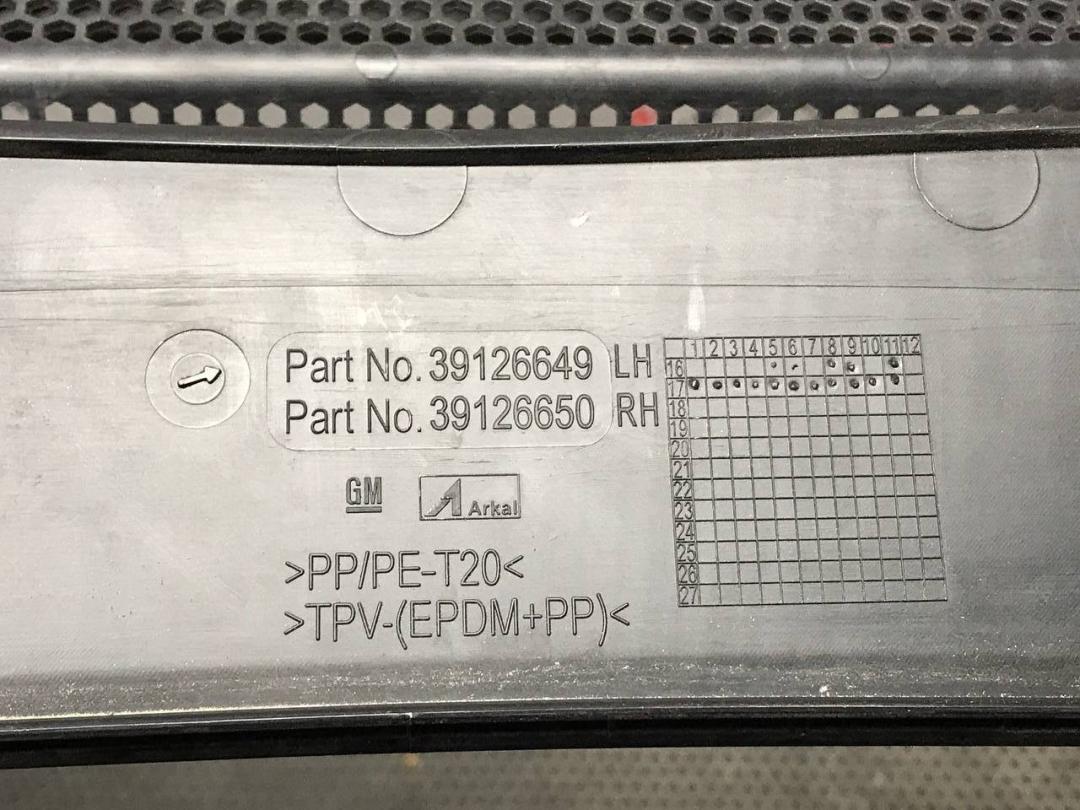 Part No. 39126649 LH
Part No. 39126650 RH
GM Arkal
>PP/PE-T20<
>TPV-(EPDM+PP)<
1 2 3 4 5 6 7 8 9 10 11 12
16
17
18
19
20
21
22
23
24
25
26
27